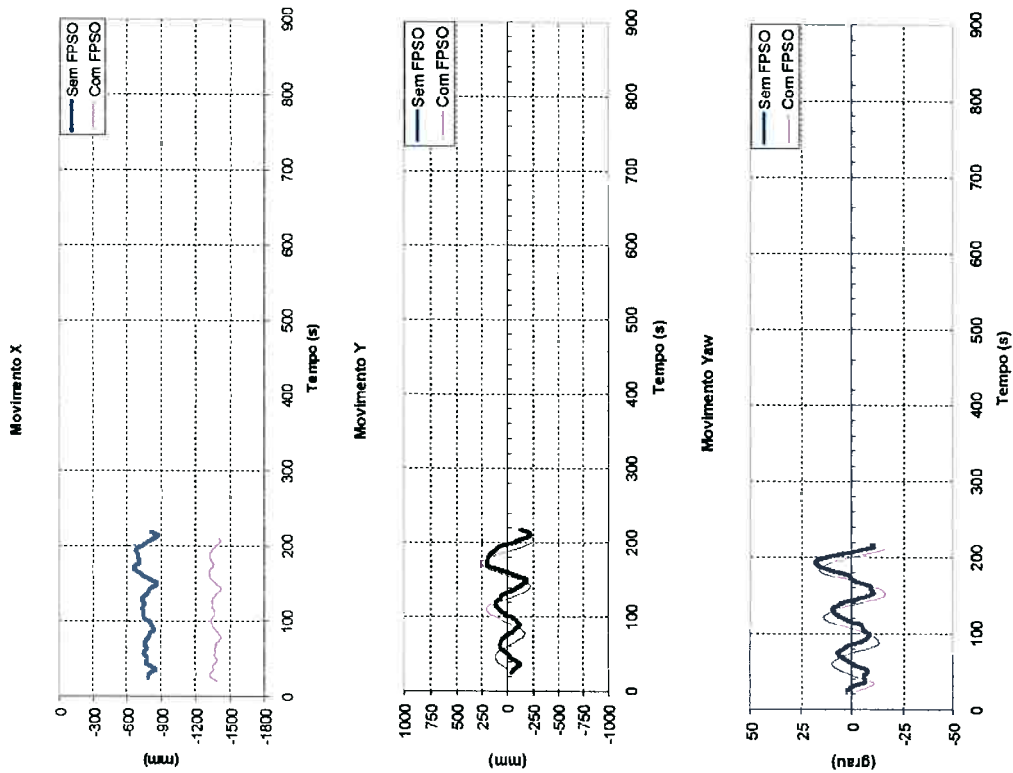 Movimento X
0
-300
-600
-900
-1200
-1500
-1800
(mm)
0 100 200 300 400 500 600 700 800 900
Tempo (s)
Sem FPSO
Com FPSO
Movimento Y
1000
750
500
250
0
-250
-500
-750
-1000
(mm)
0 100 200 300 400 500 600 700 800 900
Tempo (s)
Sem FPSO
Com FPSO
Movimento Yaw
50
25
0
-25
-50
(grau)
0 100 200 300 400 500 600 700 800 900
Tempo (s)
Sem FPSO
Com FPSO